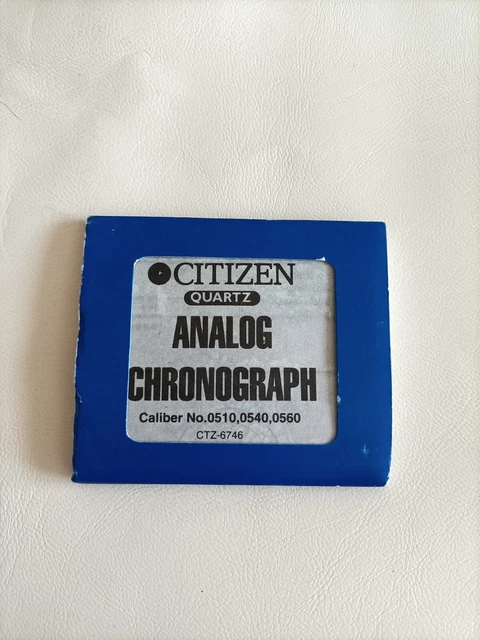 CITIZEN
QUARTZ
ANALOG
CHRONOGRAPH
Caliber No.0510,0540,0560
CTZ-6746